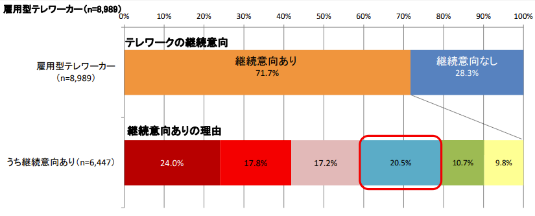 雇用型テレワーカー(n=8,989)
0% 10% 20% 30% 40% 50% 60% 70% 80% 90% 100%
テレワークの継続意向
雇用型テレワーカー
(n=8,989)
継続意向あり
71.7%
継続意向なし
28.3%
継続意向ありの理由
うち継続意向あり(n=6,447)
24.0% 17.8% 17.2% 20.5% 10.7% 9.8%